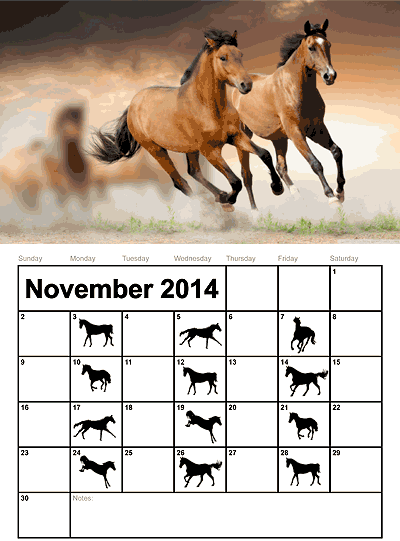 Sunday Monday Tuesday Wednesday Thursday Friday Saturday
November 2014 1
2 3 4 5 6 7 8
9 10 11 12 13 14 15
16 17 18 19 20 21 22
23 24 25 26 27 28 29
30 Notes: